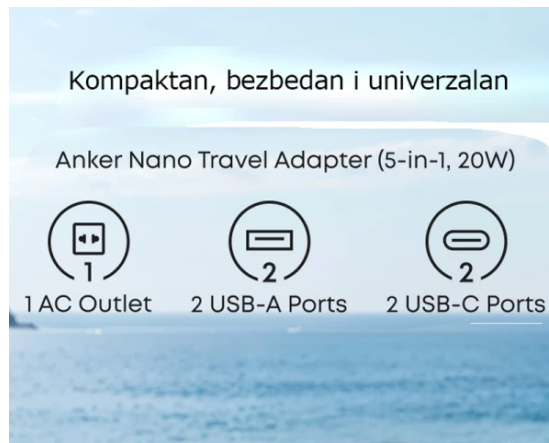 Kompaktan, bezbedan i univerzalan
Anker Nano Travel Adapter (5-in-1, 20W)
1 2 2
1 AC Outlet 2 USB-A Ports 2 USB-C Ports